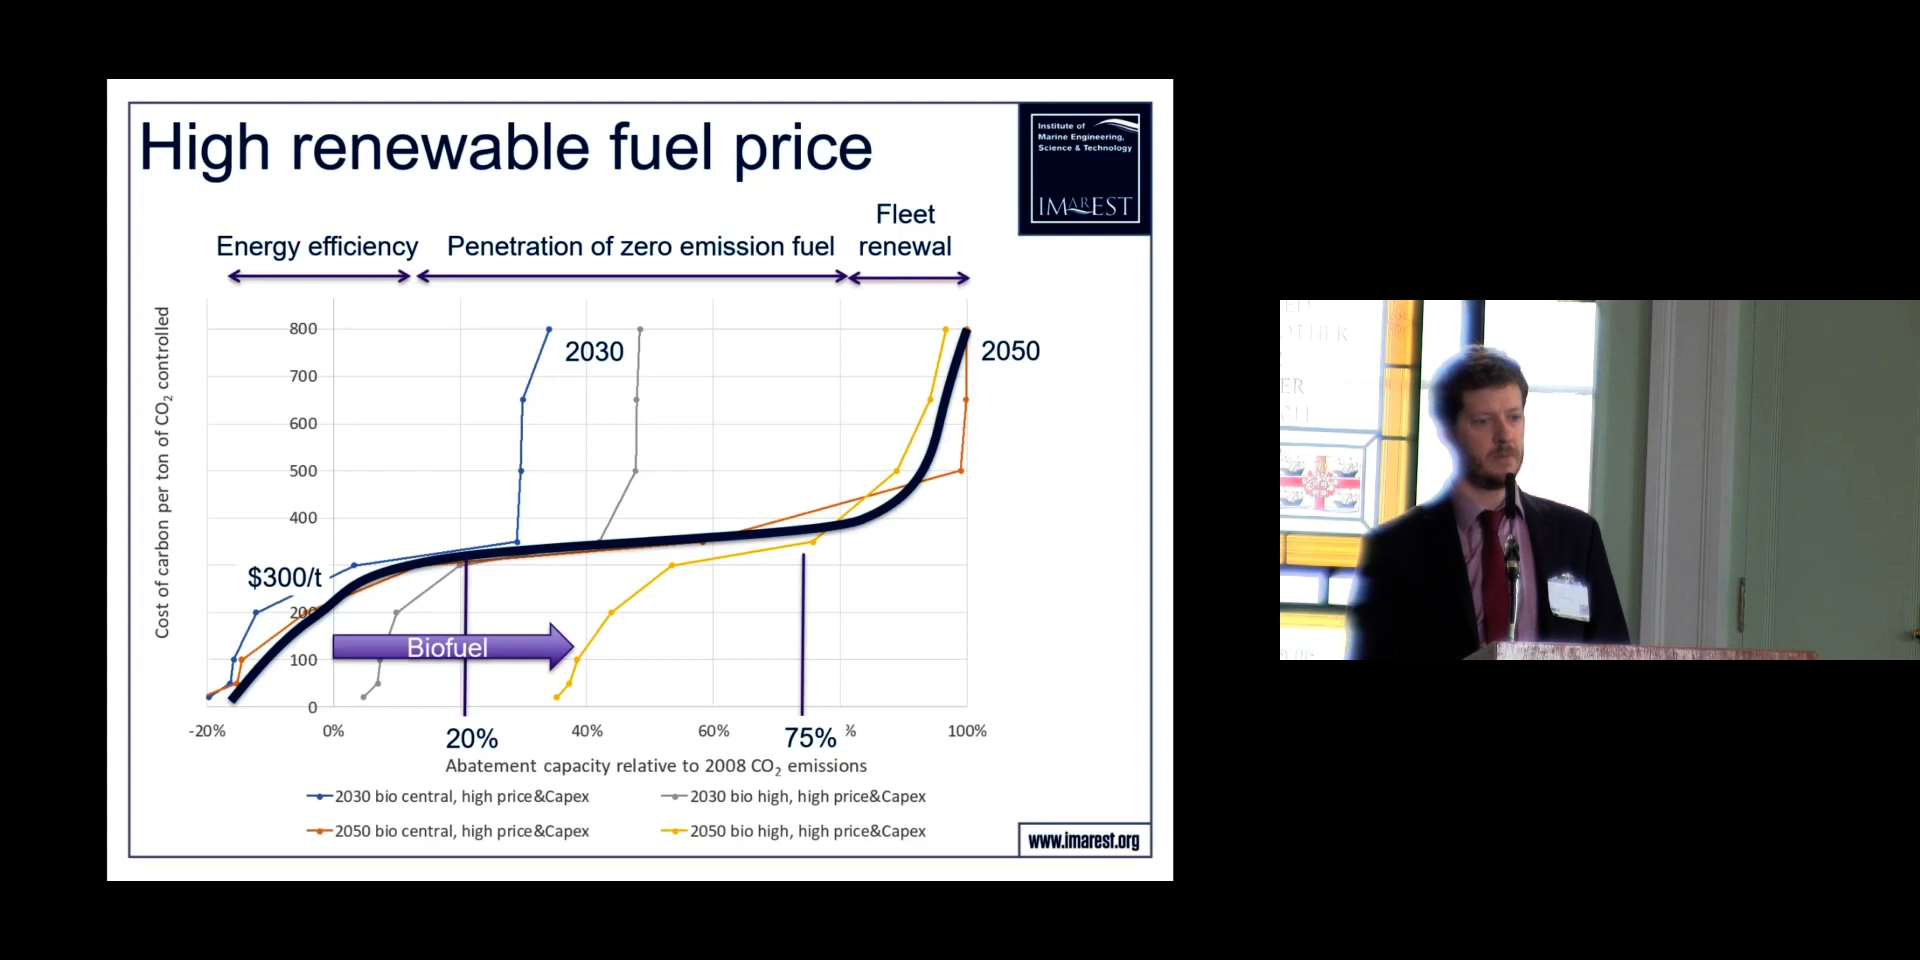 High renewable fuel price
Institute of
Marine Engineering,
Science & Technology
IMarEST
Fleet
Energy efficiency
Penetration of zero emission fuel
renewal
Cost of carbon per ton of CO₂ controlled
800
700
600
500
400
200
100
0
2030
2050
$300/t
Biofuel
-20%
0%
20%
40%
60%
75%
%
100%
Abatement capacity relative to 2008 CO₂ emissions
2030 bio central, high price&Capex
2030 bio high, high price&Capex
2050 bio central, high price&Capex
2050 bio high, high price&Capex
www.imarest.org
OTHER
ER